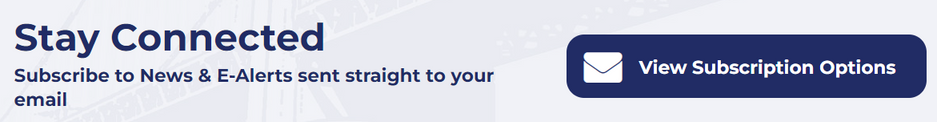 Stay Connected
Subscribe to News & E-Alerts sent straight to your
email
View Subscription Options